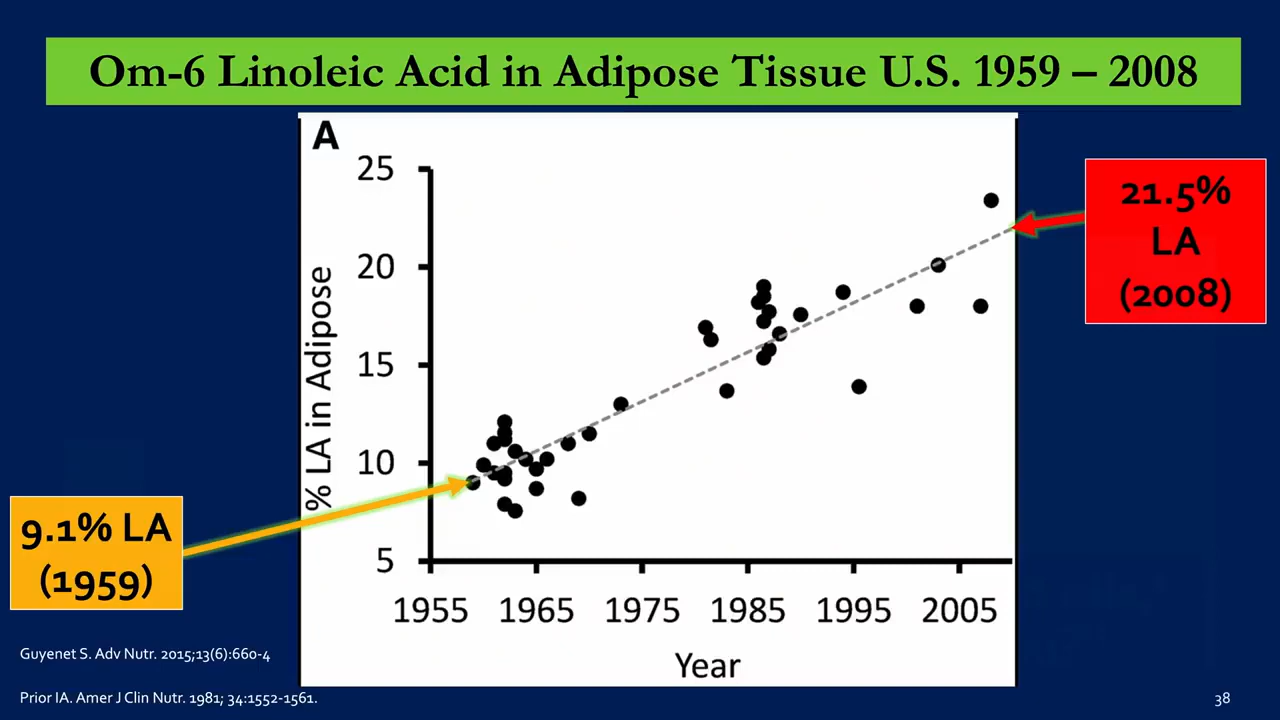 Om-6 Linoleic Acid in Adipose Tissue U.S. 1959 – 2008
A
% LA in Adipose
25
20
15
10
5
1955 1965 1975 1985 1995 2005
Year
21.5%
LA
(2008)
9.1% LA
(1959)
Guyenet S. Adv Nutr. 2015;13(6):660-4
Prior IA. Amer J Clin Nutr. 1981; 34:1552-1561.
38